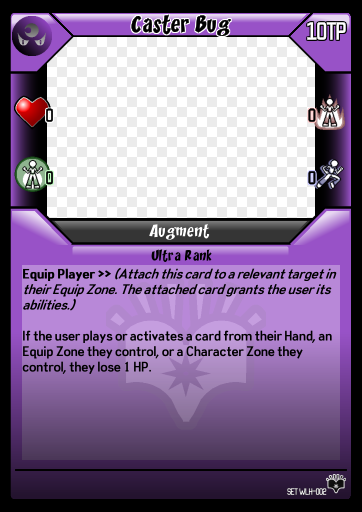 Caster Bug
10TP
0
0
0
0
Augment
Ultra Rank
Equip Player >> (Attach this card to a relevant target in
their Equip Zone. The attached card grants the user its
abilities.)
If the user plays or activates a card from their Hand, an
Equip Zone they control, or a Character Zone they
control, they lose 1 HP.
SET WLH-002